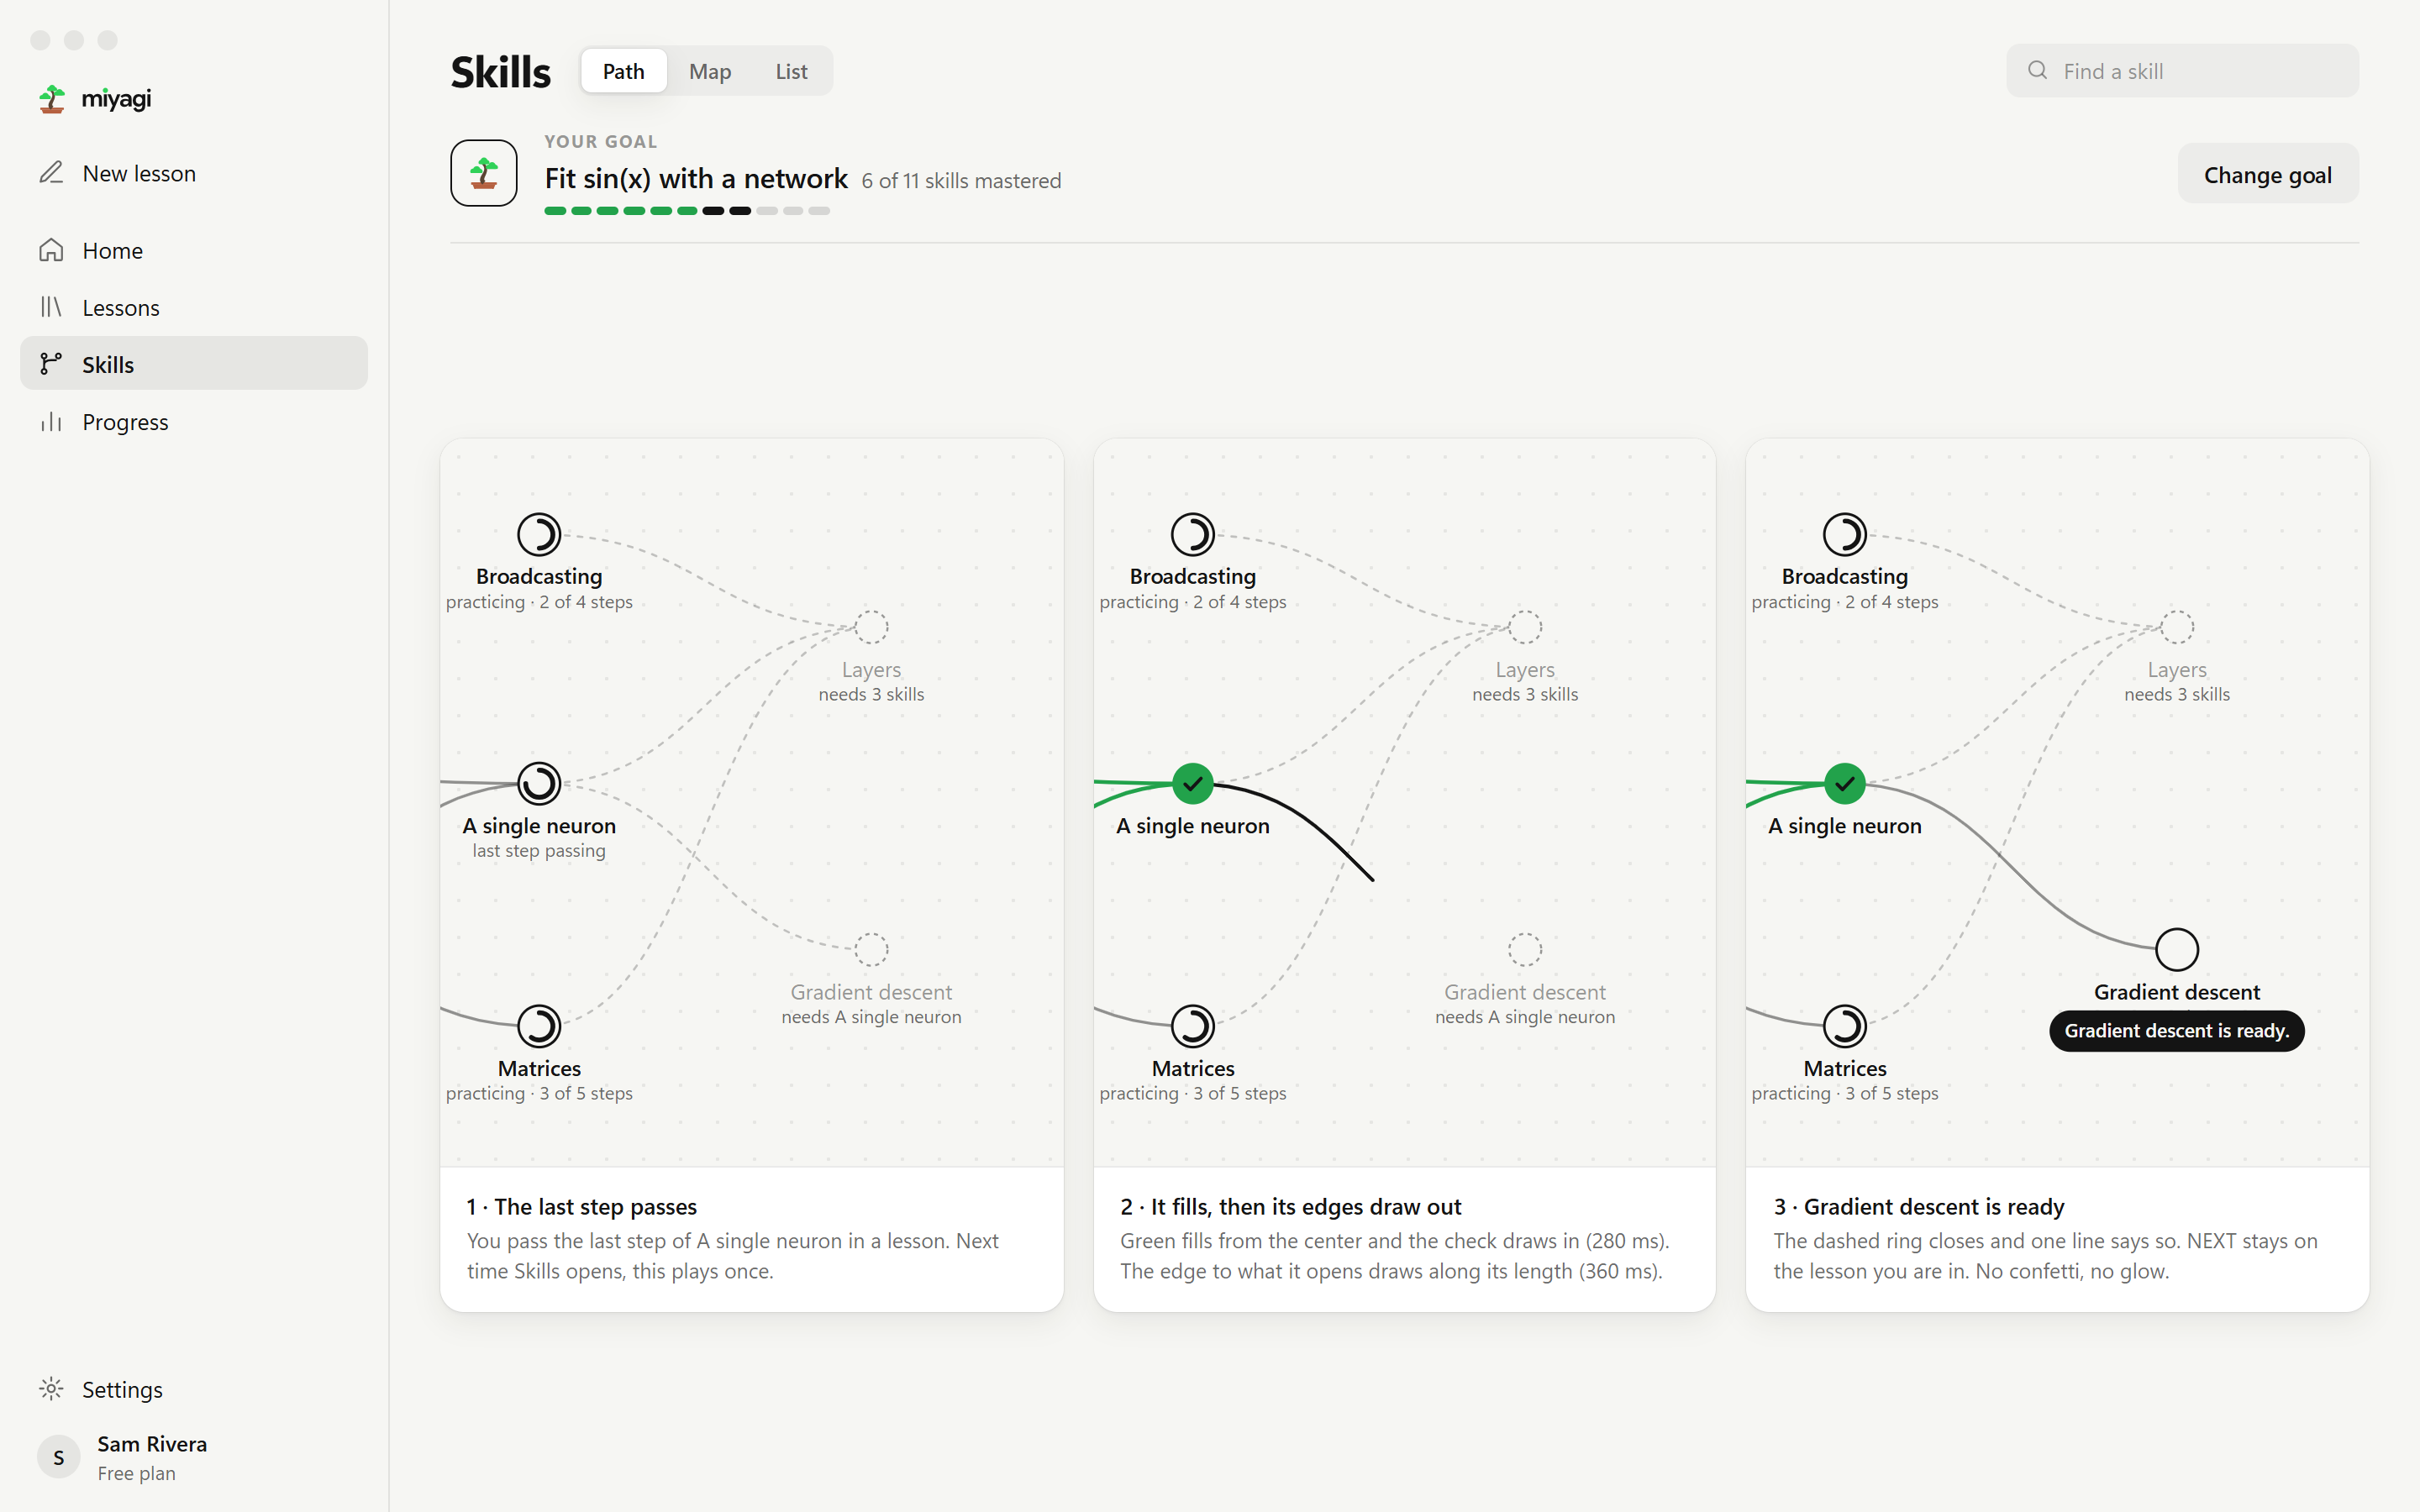 miyagi
New lesson
Home
Lessons
Skills
Progress
Settings
S
Sam Rivera
Free plan
Skills
Path
Map
List
Find a skill
YOUR GOAL
Fit sin(x) with a network 6 of 11 skills mastered
Change goal
Broadcasting
practicing · 2 of 4 steps
Layers
needs 3 skills
A single neuron
last step passing
Gradient descent
needs A single neuron
Matrices
practicing · 3 of 5 steps
1 · The last step passes
You pass the last step of A single neuron in a lesson. Next
time Skills opens, this plays once.
Broadcasting
practicing · 2 of 4 steps
Layers
needs 3 skills
A single neuron
Gradient descent
needs A single neuron
Matrices
practicing · 3 of 5 steps
2 · It fills, then its edges draw out
Green fills from the center and the check draws in (280 ms).
The edge to what it opens draws along its length (360 ms).
Broadcasting
practicing · 2 of 4 steps
Layers
needs 3 skills
A single neuron
Gradient descent
Gradient descent is ready.
Matrices
practicing · 3 of 5 steps
3 · Gradient descent is ready
The dashed ring closes and one line says so. NEXT stays on
the lesson you are in. No confetti, no glow.